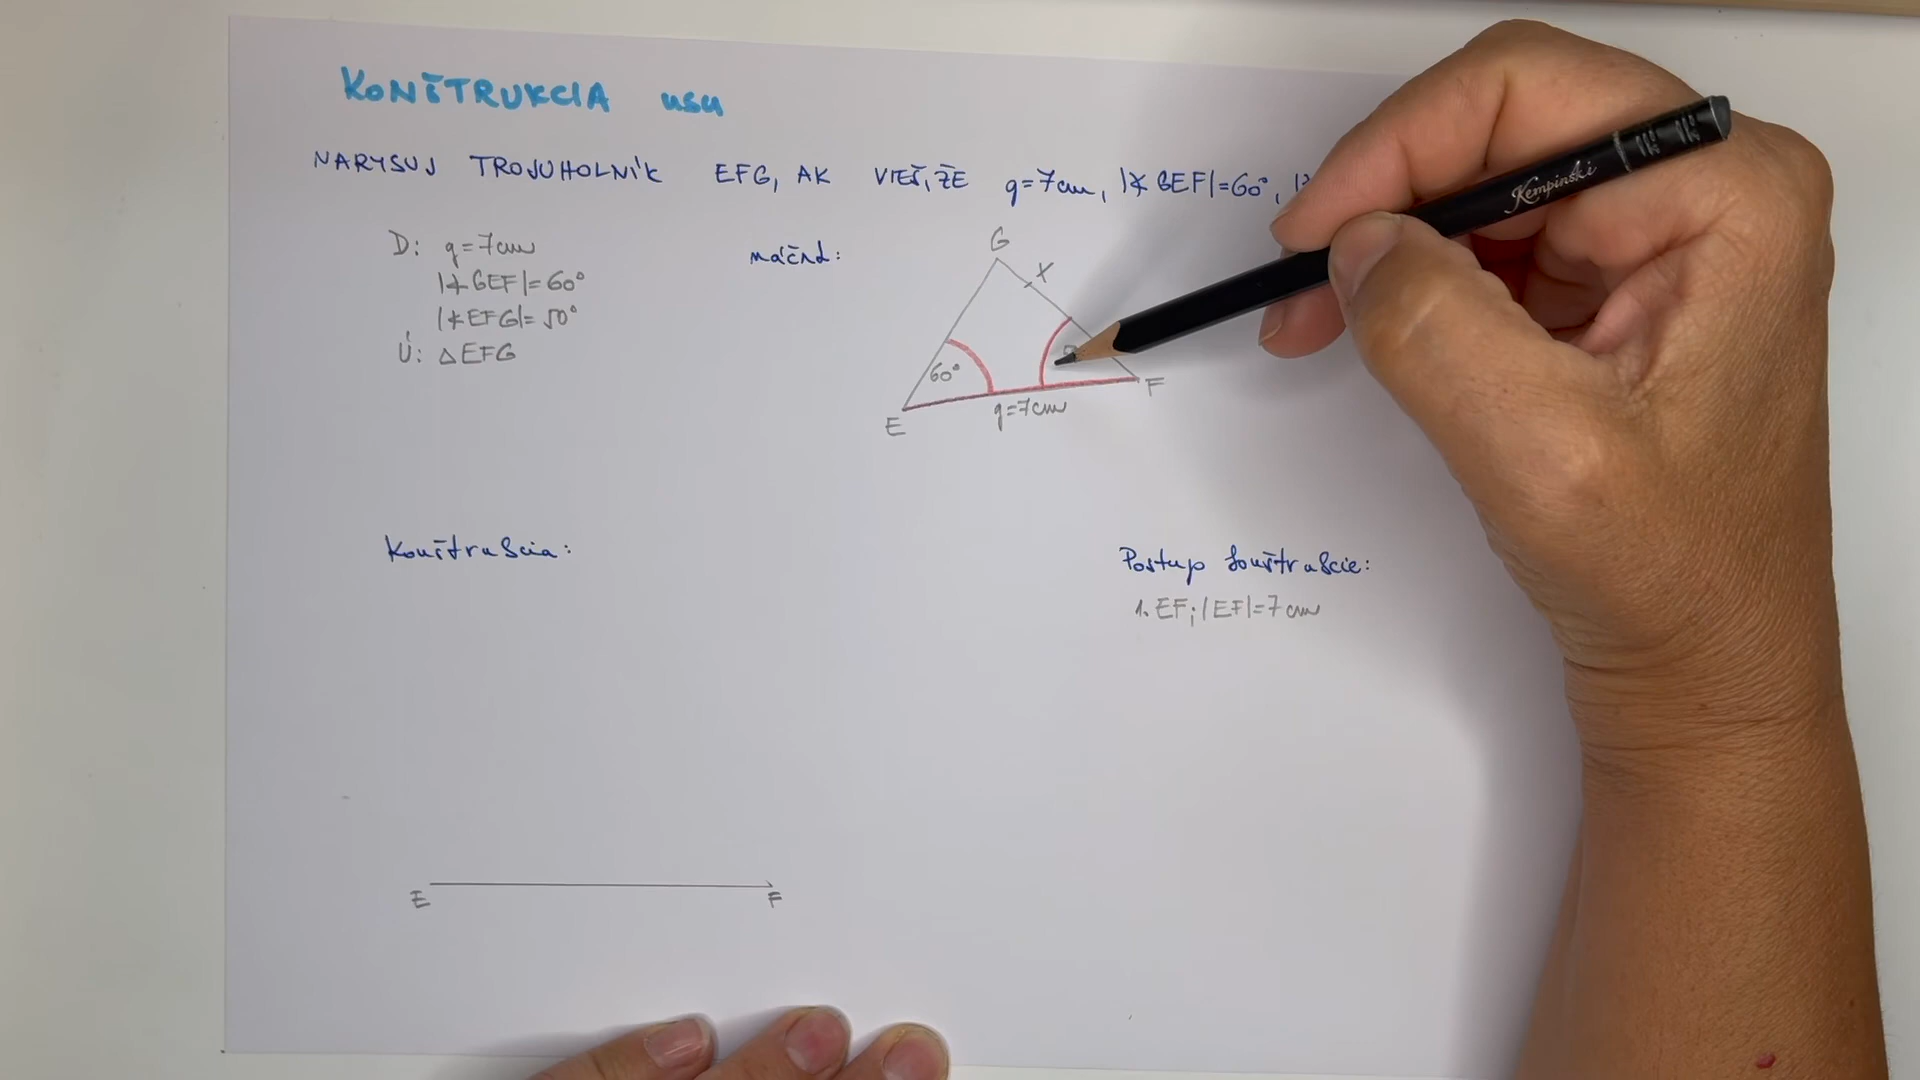 KONŠTRUKCIA usu
NARYSUJ TROJUHOLNÍK EFG, AK VIEŠ, ŽE g=7cm, |∢GEF|=60°,
D: g=7cm
|∢GEF|=60°
|∢EFG|=50°
Ú: △EFG
náčrt:
G
X
60°
E
g=7cm
F
Konštrukcia:
Postup konštrukcie:
1. EF; |EF|=7cm
E
F
Kempinski